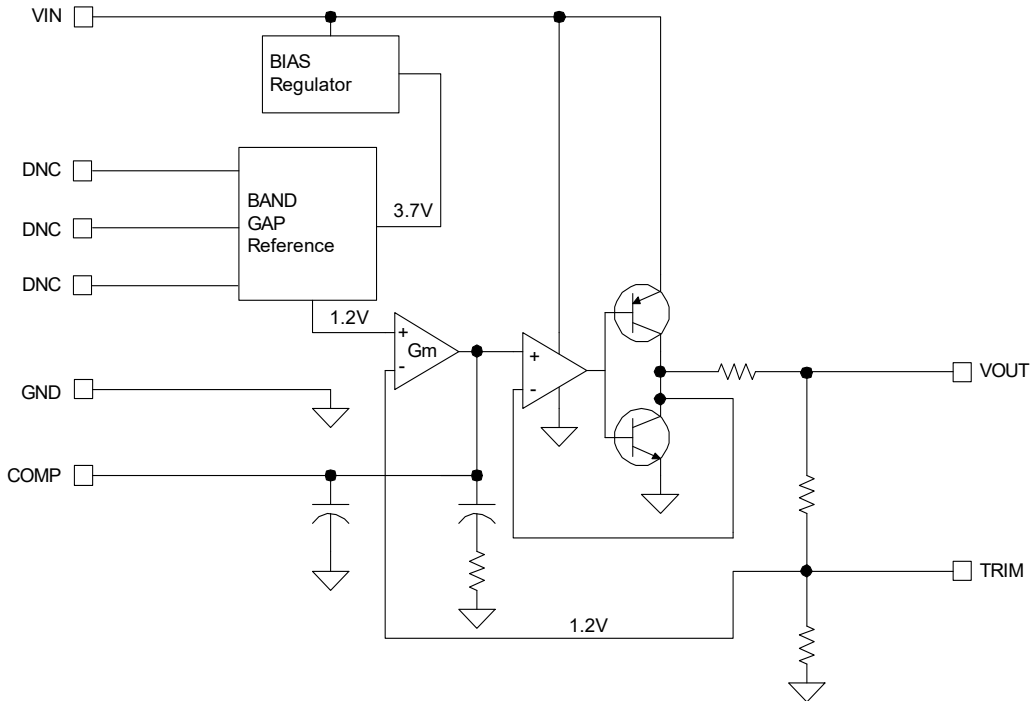 VIN
BIAS
Regulator
DNC
BAND
GAP
Reference
3.7V
DNC
DNC
1.2V
+
Gm
-
+
-
VOUT
GND
COMP
TRIM
1.2V